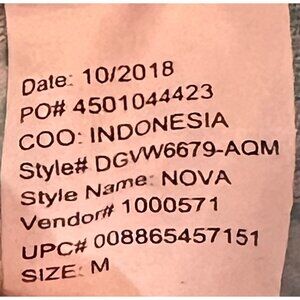 Date: 10/2018
PO# 4501044423
COO: INDONESIA
Style# DGVW6679-AQM
Style Name: NOVA
Vendor# 1000571
UPC# 008865457151
SIZE: M